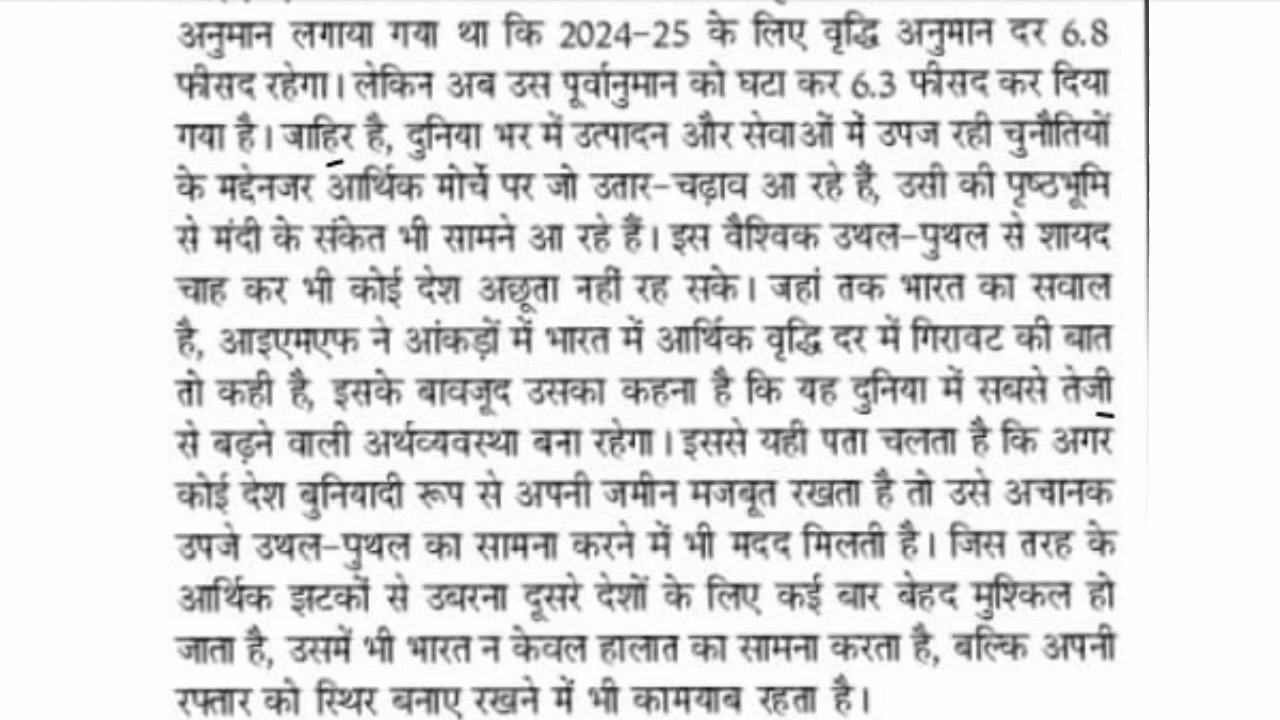 अनुमान लगाया गया था कि 2024-25 के लिए वृद्धि अनुमान दर 6.8
फीसद रहेगा। लेकिन अब उस पूर्वानुमान को घटा कर 6.3 फीसद कर दिया
गया है। जाहिर है, दुनिया भर में उत्पादन और सेवाओं में उपज रही चुनौतियों
के मद्देनजर आर्थिक मोर्चे पर जो उतार-चढ़ाव आ रहे हैं, उसी की पृष्ठभूमि
से मंदी के संकेत भी सामने आ रहे हैं। इस वैश्विक उथल-पुथल से शायद
चाह कर भी कोई देश अछूता नहीं रह सके। जहां तक भारत का सवाल
है, आइएमएफ ने आंकड़ों में भारत में आर्थिक वृद्धि दर में गिरावट की बात
तो कही है, इसके बावजूद उसका कहना है कि यह दुनिया में सबसे तेजी
से बढ़ने वाली अर्थव्यवस्था बना रहेगा। इससे यही पता चलता है कि अगर
कोई देश बुनियादी रूप से अपनी जमीन मजबूत रखता है तो उसे अचानक
उपजे उथल-पुथल का सामना करने में भी मदद मिलती है। जिस तरह के
आर्थिक झटकों से उबरना दूसरे देशों के लिए कई बार बेहद मुश्किल हो
जाता है, उसमें भी भारत न केवल हालात का सामना करता है, बल्कि अपनी
रफ्तार को स्थिर बनाए रखने में भी कामयाब रहता है।